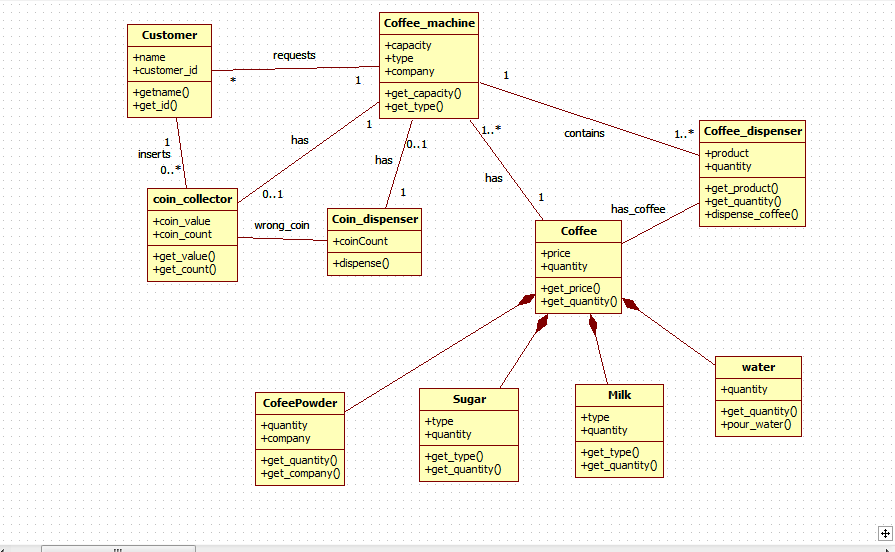 Customer
+name
+customer_id
+getname()
+get_id()
requests
*
1
Coffee_machine
+capacity
+type
+company
+get_capacity()
+get_type()
1
contains
1..*
Coffee_dispenser
+product
+quantity
+get_product()
+get_quantity()
+dispense_coffee()
1
inserts
0..*
has
1
0..1
has
0..1
1
1..*
has
1
has_coffee
coin_collector
+coin_value
+coin_count
+get_value()
+get_count()
wrong_coin
Coin_dispenser
+coinCount
+dispense()
Coffee
+price
+quantity
+get_price()
+get_quantity()
CofeePowder
+quantity
+company
+get_quantity()
+get_company()
Sugar
+type
+quantity
+get_type()
+get_quantity()
Milk
+type
+quantity
+get_type()
+get_quantity()
water
+quantity
+get_quantity()
+pour_water()